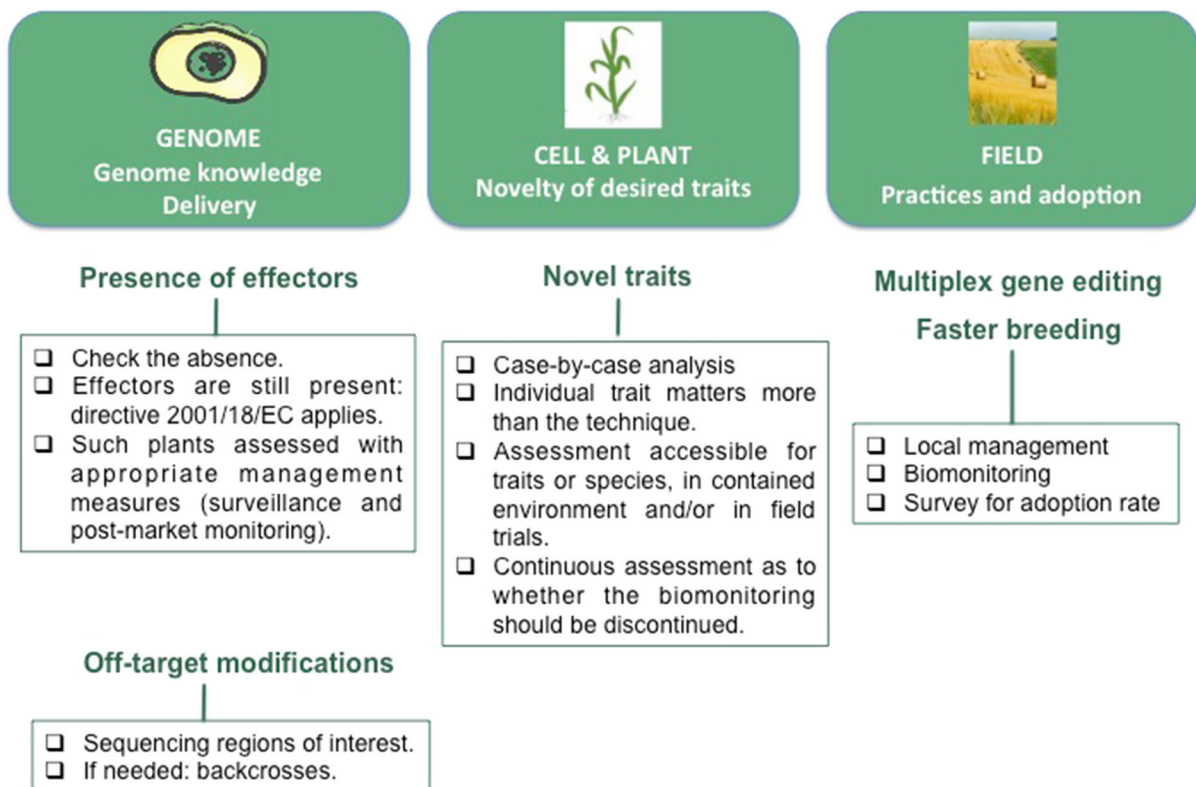 GENOME
Genome knowledge
Delivery
CELL & PLANT
Novelty of desired traits
FIELD
Practices and adoption
Presence of effectors
❑ Check the absence.
❑ Effectors are still present:
directive 2001/18/EC applies.
❑ Such plants assessed with
appropriate management
measures (surveillance and
post-market monitoring).
Off-target modifications
❑ Sequencing regions of interest.
❑ If needed: backcrosses.
Novel traits
❑ Case-by-case analysis
❑ Individual trait matters more
than the technique.
❑ Assessment accessible for
traits or species, in contained
environment and/or in field
trials.
❑ Continuous assessment as to
whether the biomonitoring
should be discontinued.
Multiplex gene editing
Faster breeding
❑ Local management
❑ Biomonitoring
❑ Survey for adoption rate